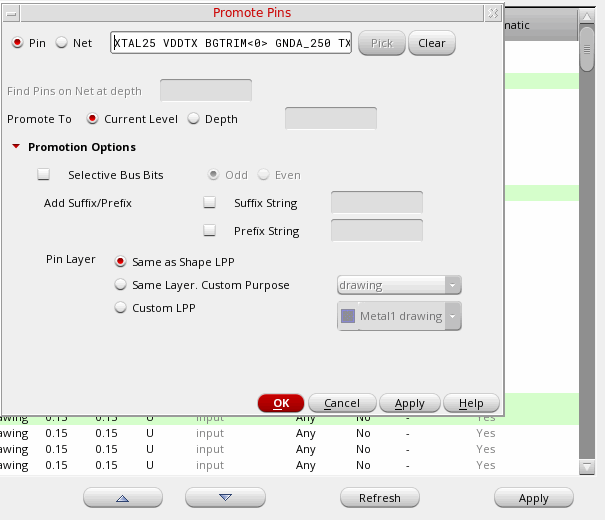 Promote Pins
matic
Pin Net XTAL25 VDDTX BGTRIM<0> GNDA_250 TX Pick Clear
Find Pins on Net at depth
Promote To Current Level Depth
Promotion Options
Selective Bus Bits Odd Even
Add Suffix/Prefix Suffix String
Prefix String
Pin Layer Same as Shape LPP
Same Layer. Custom Purpose drawing
Custom LPP Metal1 drawing
OK Cancel Apply Help
awing 0.15 0.15 U input Any No - Yes
awing 0.15 0.15 U input Any No - Yes
awing 0.15 0.15 U input Any No - Yes
awing 0.15 0.15 U input Any No - Yes
Refresh Apply